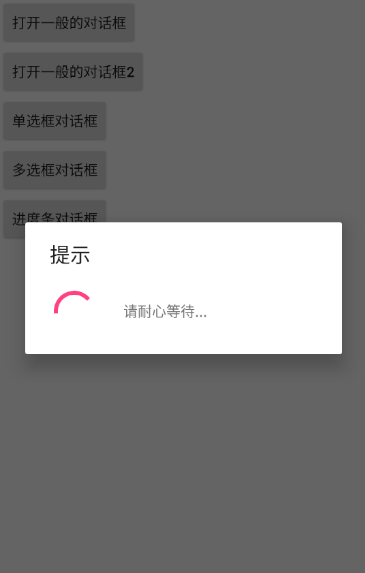 打开一般的对话框
打开一般的对话框2
单选框对话框
多选框对话框
进度条对话框
提示
请耐心等待...